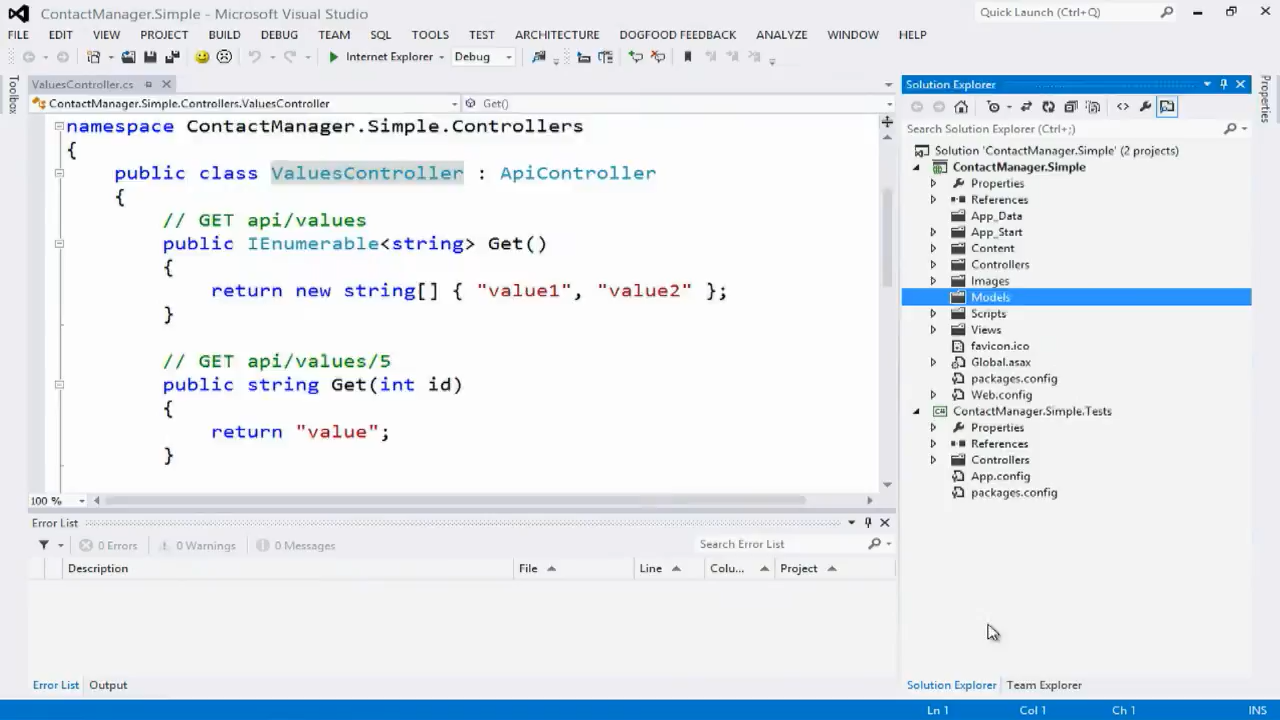 ContactManager.Simple - Microsoft Visual Studio
Quick Launch (Ctrl+Q)
FILE EDIT VIEW PROJECT BUILD DEBUG TEAM SQL TOOLS TEST ARCHITECTURE DOGFOOD FEEDBACK ANALYZE WINDOW HELP
Internet Explorer Debug
Toolbox
ValuesController.cs
ContactManager.Simple.Controllers.ValuesController
Get()
namespace ContactManager.Simple.Controllers
{
public class ValuesController : ApiController
{
// GET api/values
public IEnumerable<string> Get()
{
return new string[] { "value1", "value2" };
}
// GET api/values/5
public string Get(int id)
{
return "value";
}
100 %
Error List
0 Errors
0 Warnings
0 Messages
Search Error List
Description File Line Colu... Project
Error List Output
Solution Explorer
Properties
Search Solution Explorer (Ctrl+;)
Solution 'ContactManager.Simple' (2 projects)
ContactManager.Simple
Properties
References
App_Data
App_Start
Content
Controllers
Images
Models
Scripts
Views
favicon.ico
Global.asax
packages.config
Web.config
C# ContactManager.Simple.Tests
Properties
References
Controllers
App.config
packages.config
Solution Explorer Team Explorer
Ln 1 Col 1 Ch 1 INS